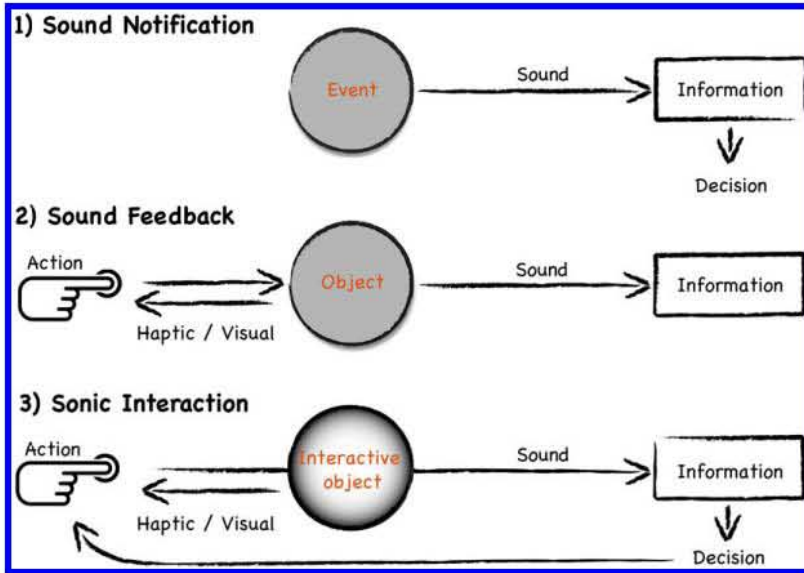 1) Sound Notification
Event
Sound
Information
Decision
2) Sound Feedback
Action
Haptic / Visual
Object
Sound
Information
3) Sonic Interaction
Action
Haptic / Visual
Interactive
object
Sound
Information
Decision